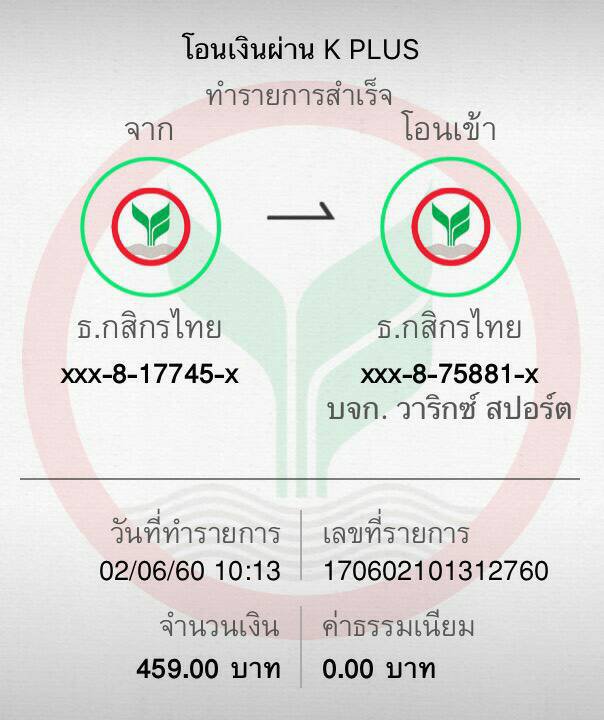 โอนเงินผ่าน K PLUS
ทำรายการสำเร็จ
จาก
โอนเข้า
ธ.กสิกรไทย
ธ.กสิกรไทย
xxx-8-17745-x
xxx-8-75881-x
บจก. วาริกซ์ สปอร์ต
วันที่ทำรายการ
เลขที่รายการ
02/06/60 10:13
170602101312760
จำนวนเงิน
ค่าธรรมเนียม
459.00 บาท
0.00 บาท